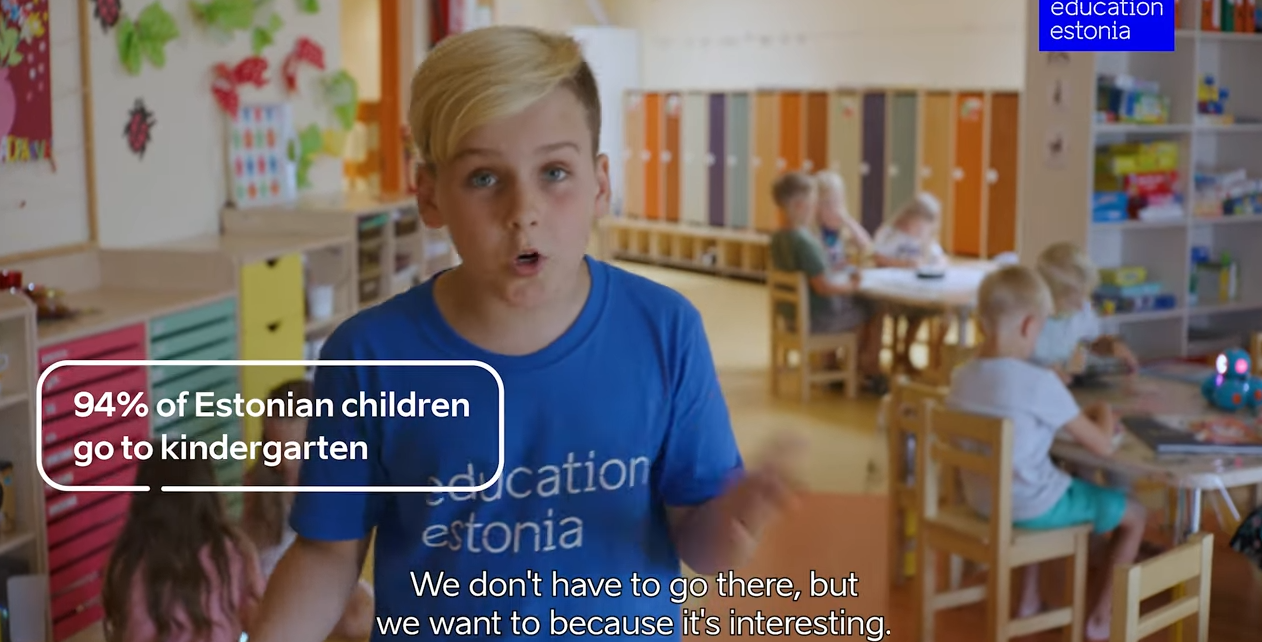 education
estonia
94% of Estonian children
go to kindergarten
education
estonia
We don't have to go there, but
we want to because it's interesting.